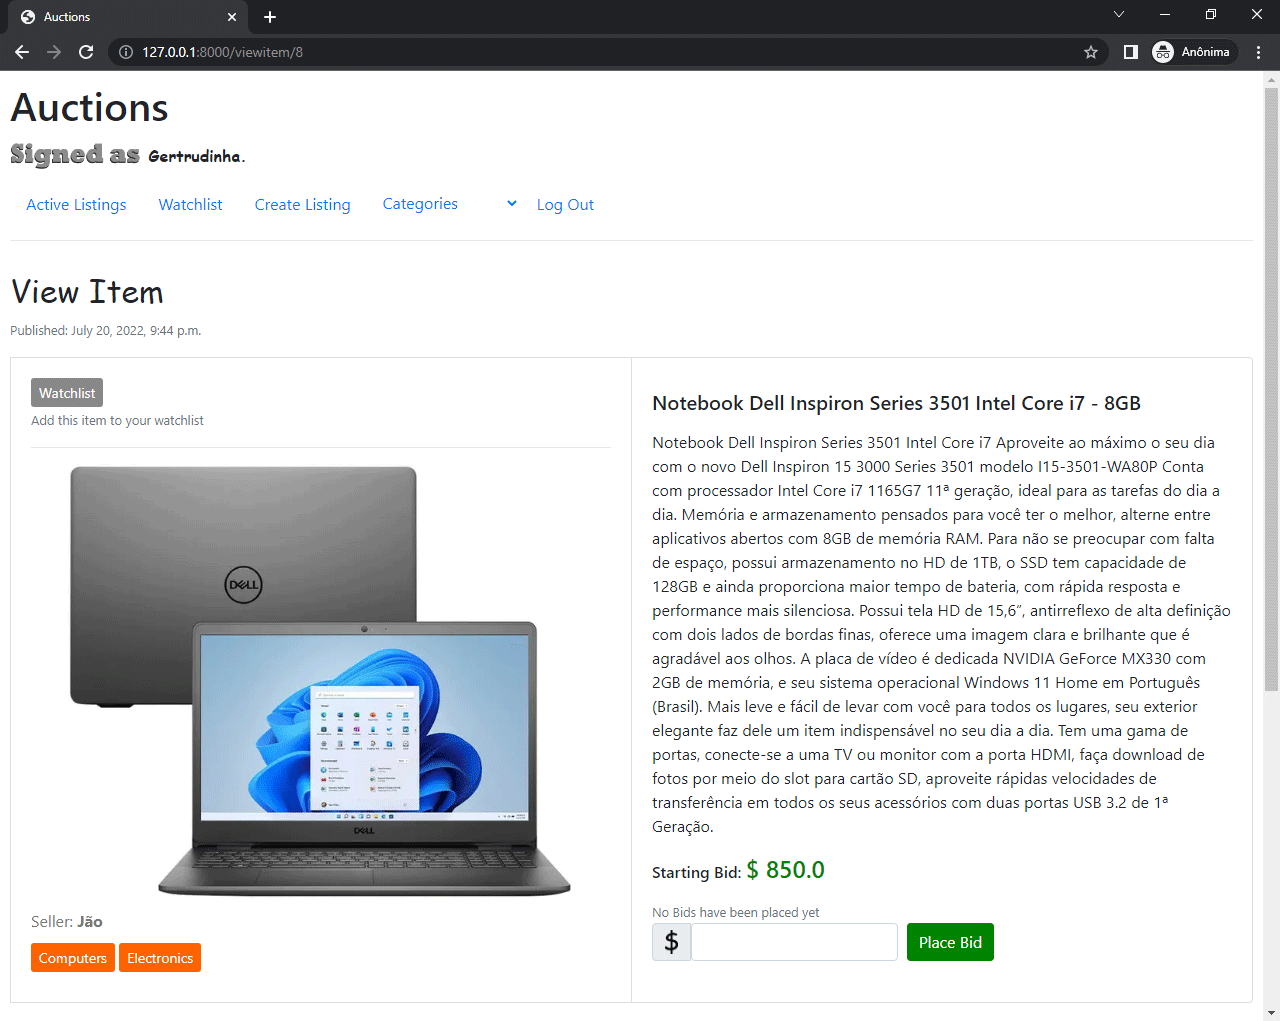 Auctions
127.0.0.1:8000/viewitem/8
Anônima
Auctions
Signed as Gertrudinha.
Active Listings Watchlist Create Listing Categories Log Out
View Item
Published: July 20, 2022, 9:44 p.m.
Watchlist
Add this item to your watchlist
DELL
DELL
Seller: Jão
Computers Electronics
Notebook Dell Inspiron Series 3501 Intel Core i7 - 8GB
Notebook Dell Inspiron Series 3501 Intel Core i7 Aproveite ao máximo o seu dia
com o novo Dell Inspiron 15 3000 Series 3501 modelo I15-3501-WA80P Conta
com processador Intel Core i7 1165G7 11ª geração, ideal para as tarefas do dia a
dia. Memória e armazenamento pensados para você ter o melhor, alterne entre
aplicativos abertos com 8GB de memória RAM. Para não se preocupar com falta
de espaço, possui armazenamento no HD de 1TB, o SSD tem capacidade de
128GB e ainda proporciona maior tempo de bateria, com rápida resposta e
performance mais silenciosa. Possui tela HD de 15,6”, antirreflexo de alta definição
com dois lados de bordas finas, oferece uma imagem clara e brilhante que é
agradável aos olhos. A placa de vídeo é dedicada NVIDIA GeForce MX330 com
2GB de memória, e seu sistema operacional Windows 11 Home em Português
(Brasil). Mais leve e fácil de levar com você para todos os lugares, seu exterior
elegante faz dele um item indispensável no seu dia a dia. Tem uma gama de
portas, conecte-se a uma TV ou monitor com a porta HDMI, faça download de
fotos por meio do slot para cartão SD, aproveite rápidas velocidades de
transferência em todos os seus acessórios com duas portas USB 3.2 de 1ª
Geração.
Starting Bid: $ 850.0
No Bids have been placed yet
$ Place Bid